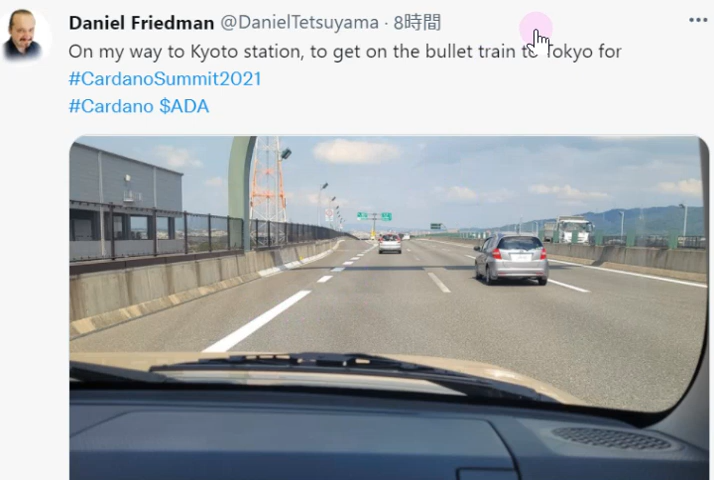 Daniel Friedman @DanielTetsuyama · 8時間
On my way to Kyoto station, to get on the bullet train to Tokyo for
#CardanoSummit2021
#Cardano $ADA